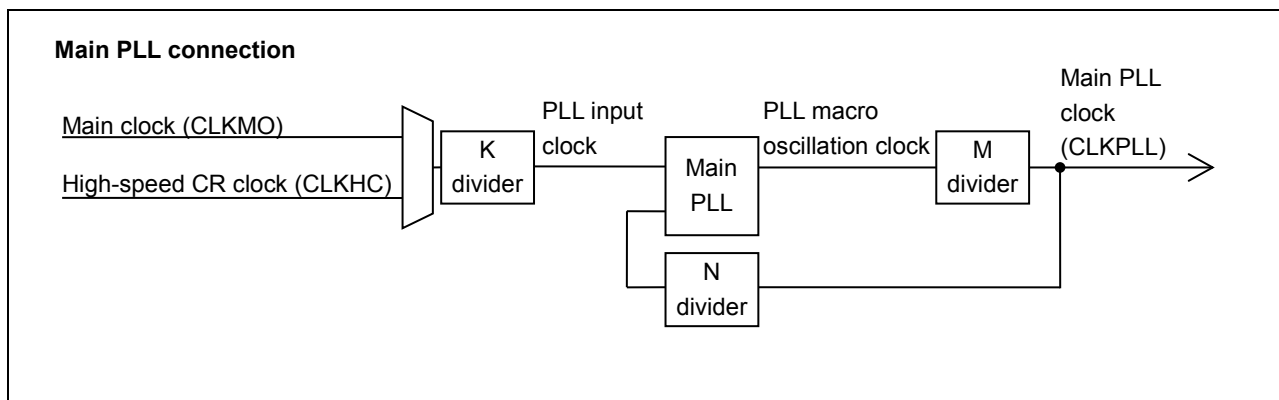 Main PLL connection
Main clock (CLKMO)
High-speed CR clock (CLKHC)
K
divider
PLL input
clock
Main
PLL
PLL macro
oscillation clock
M
divider
Main PLL
clock
(CLKPLL)
N
divider